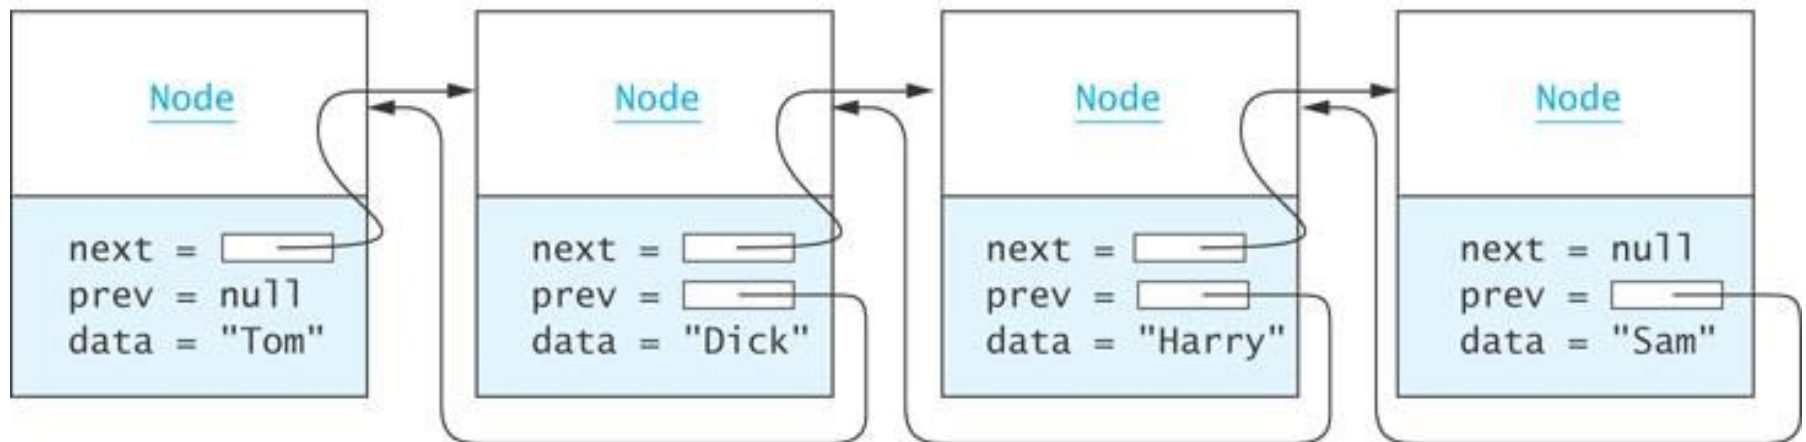 Node
next =
prev = null
data = "Tom"
Node
next =
prev =
data = "Dick"
Node
next =
prev =
data = "Harry"
Node
next = null
prev =
data = "Sam"